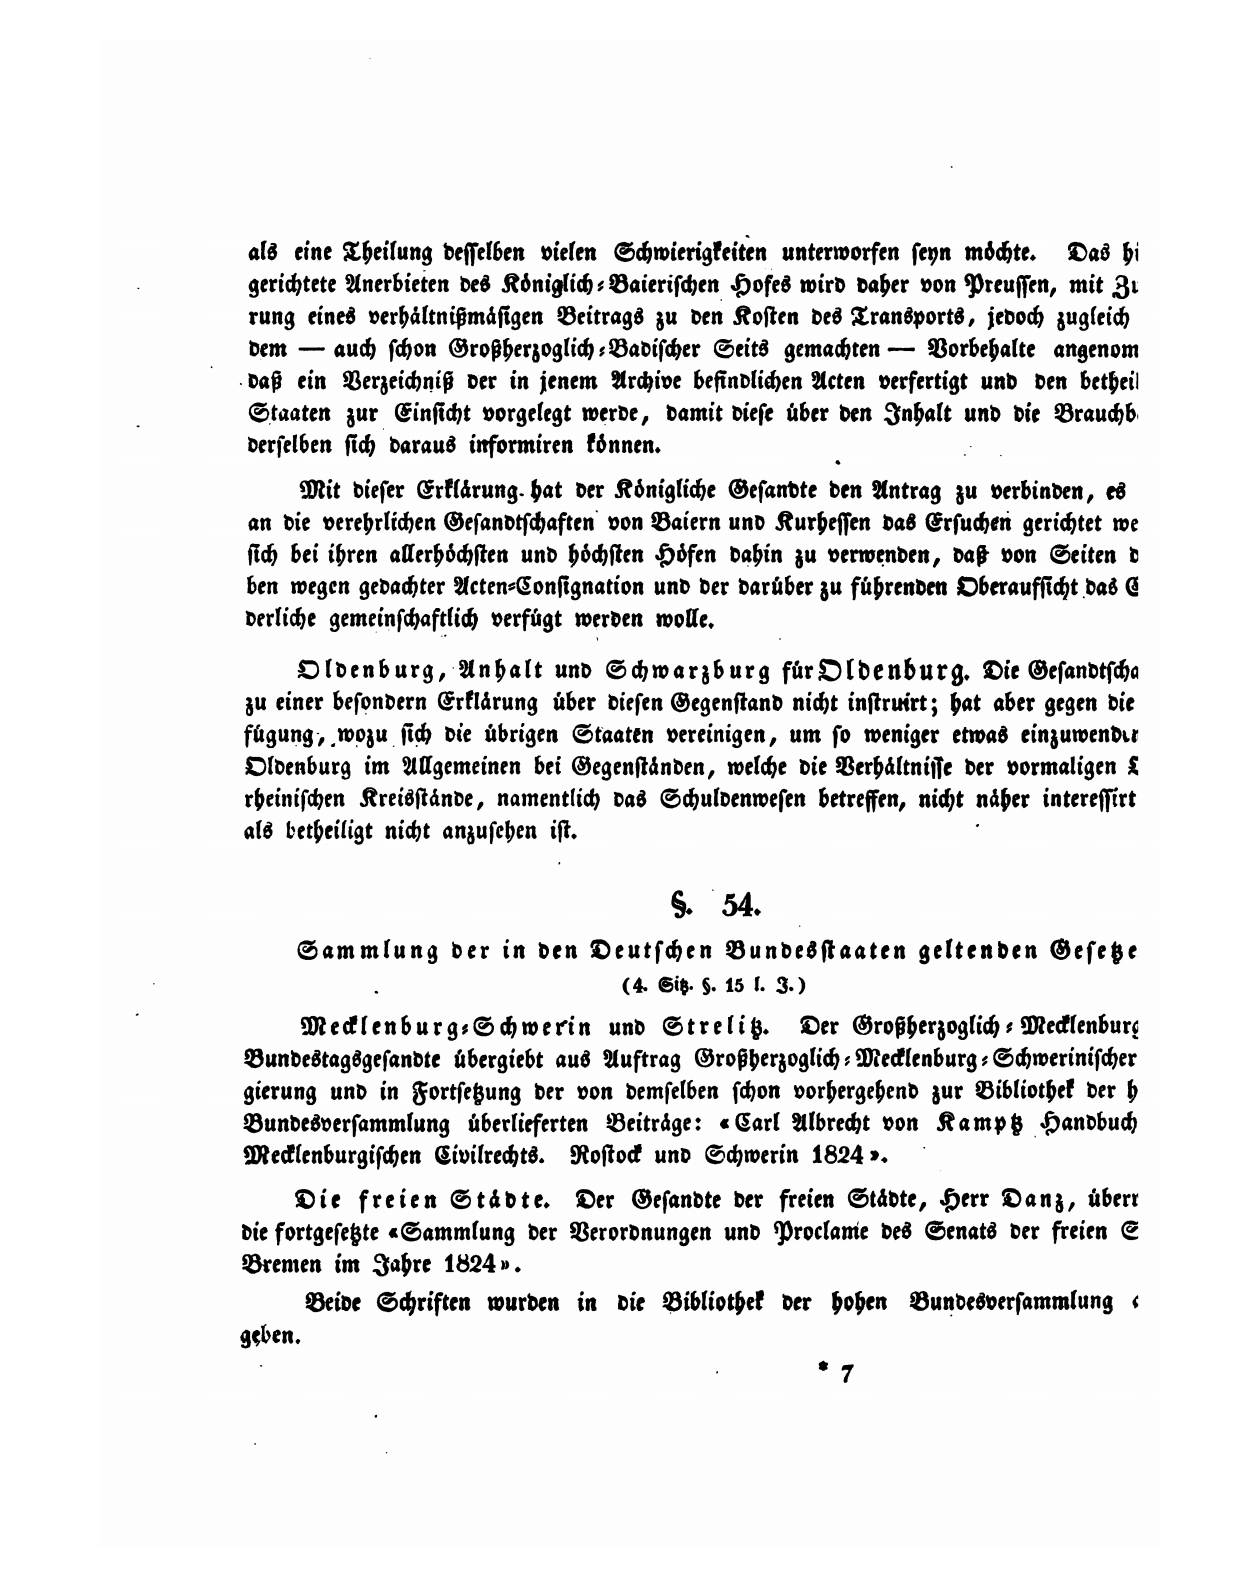 als eine Theilung desselben vielen Schwierigkeiten unterworfen seyn möchte. Das hi
gerichtete Anerbieten des Königlich-Baierischen Hofes wird daher von Preussen, mit Zu
rung eines verhältnißmäsigen Beitrags zu den Kosten des Transports, jedoch zugleich
dem — auch schon Großherzoglich-Badischer Seits gemachten — Vorbehalte angenom
daß ein Verzeichniß der in jenem Archive befindlichen Acten verfertigt und den betheil
Staaten zur Einsicht vorgelegt werde, damit diese über den Inhalt und die Brauchb
derselben sich daraus informiren können.
Mit dieser Erklärung hat der Königliche Gesandte den Antrag zu verbinden, es
an die verehrlichen Gesandtschaften von Baiern und Kurhessen das Ersuchen gerichtet we
sich bei ihren allerhöchsten und höchsten Höfen dahin zu verwenden, daß von Seiten d
ben wegen gedachter Acten-Consignation und der darüber zu führenden Oberaufsicht das E
derliche gemeinschaftlich verfügt werden wolle.
Oldenburg, Anhalt und Schwarzburg für Oldenburg. Die Gesandtscha
zu einer besondern Erklärung über diesen Gegenstand nicht instruirt; hat aber gegen die
fügung, wozu sich die übrigen Staaten vereinigen, um so weniger etwas einzuwenden
Oldenburg im Allgemeinen bei Gegenständen, welche die Verhältnisse der vormaligen
rheinischen Kreisstände, namentlich das Schuldenwesen betreffen, nicht näher interessirt
als betheiligt nicht anzusehen ist.
§. 54.
Sammlung der in den Deutschen Bundesstaaten geltenden Gesetze
(4. Sitz. §. 15 l. J.)
Mecklenburg-Schwerin und Strelitz. Der Großherzoglich-Mecklenburg
Bundestagsgesandte übergiebt aus Auftrag Großherzoglich-Mecklenburg-Schwerinischer
gierung und in Fortsetzung der von demselben schon vorhergehend zur Bibliothek der h
Bundesversammlung überlieferten Beiträge: «Carl Albrecht von Kamptz Handbuch
Mecklenburgischen Civilrechts. Rostock und Schwerin 1824».
Die freien Städte. Der Gesandte der freien Städte, Herr Danz, überr
die fortgesetzte «Sammlung der Verordnungen und Proclame des Senats der freien S
Bremen im Jahre 1824».
Beide Schriften wurden in die Bibliothek der hohen Bundesversammlung
geben.
* 7